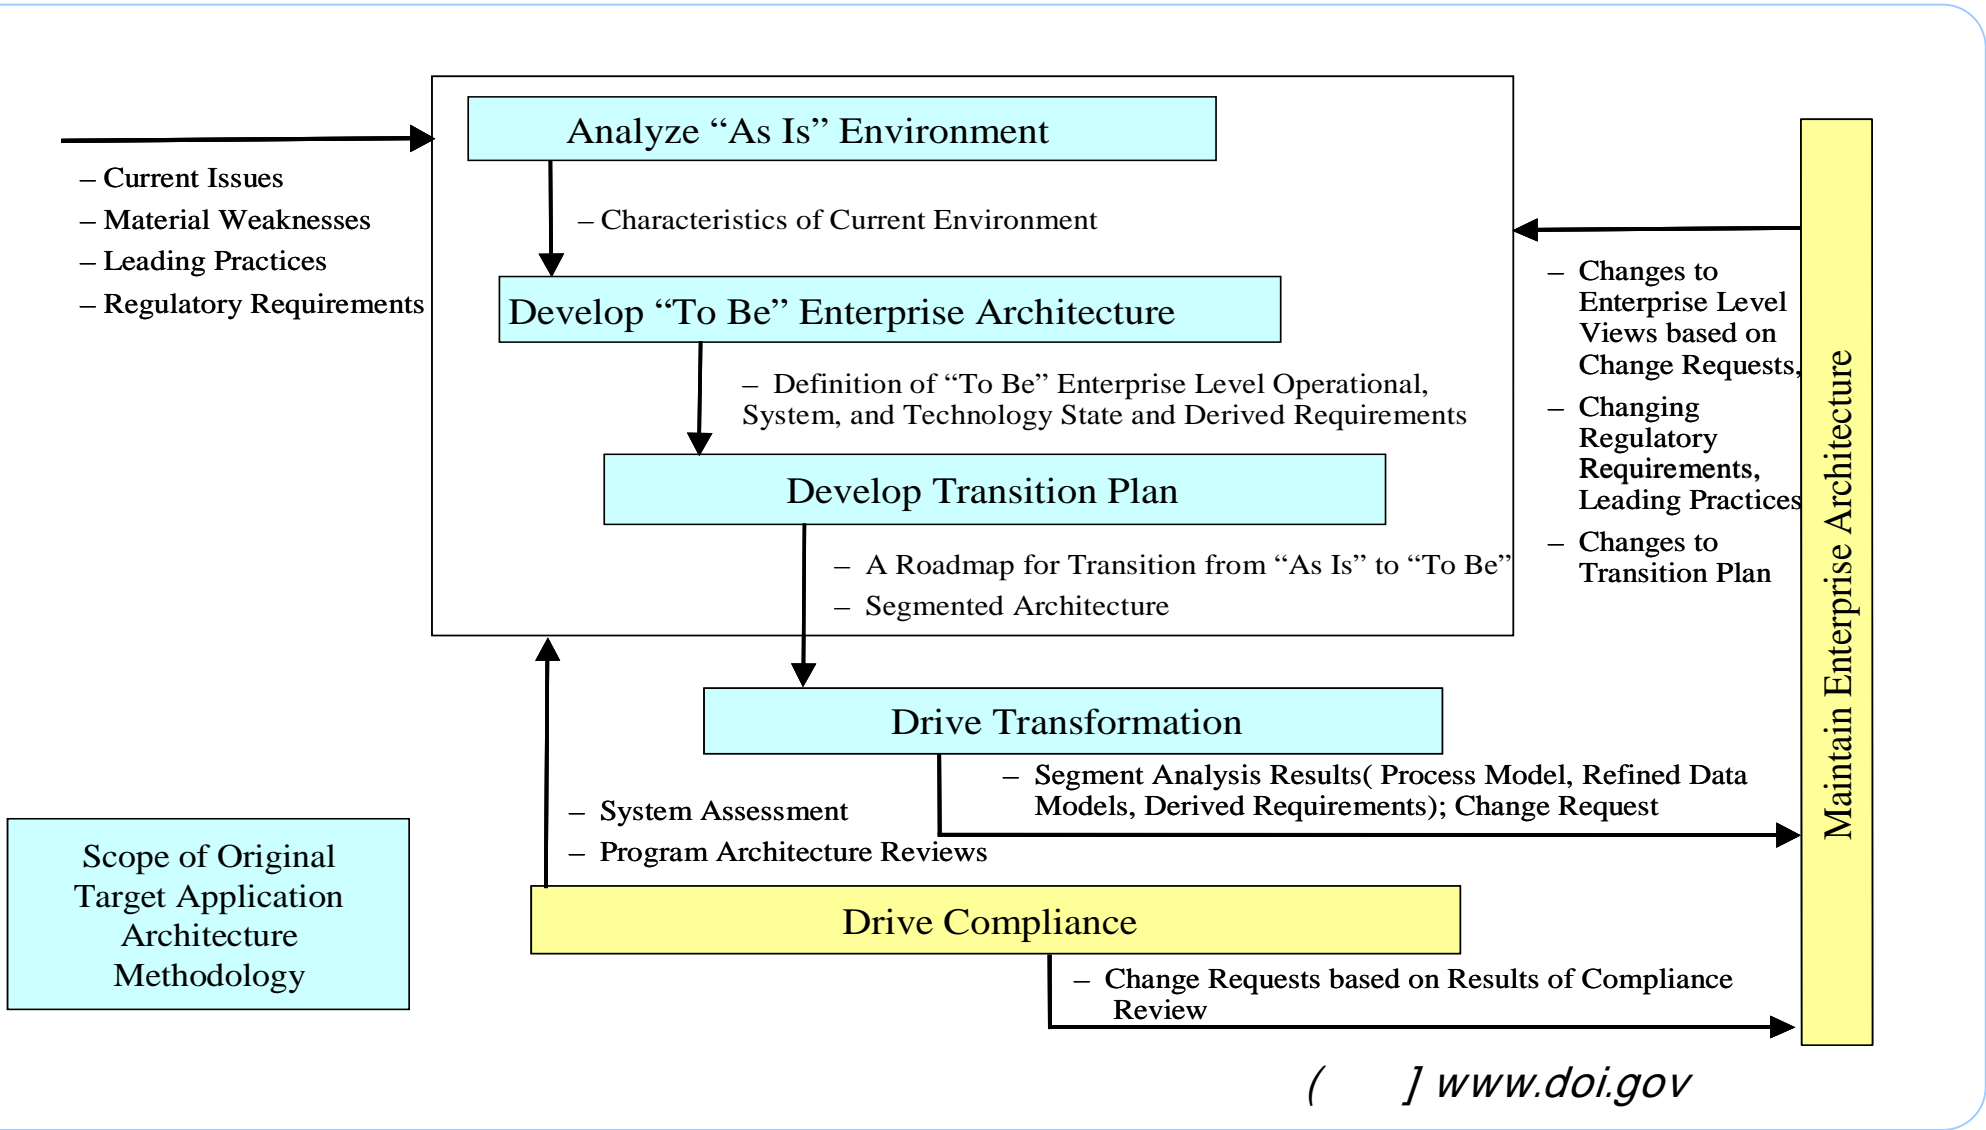 Analyze “As Is” Environment
– Current Issues
– Material Weaknesses
– Leading Practices
– Regulatory Requirements
– Characteristics of Current Environment
Develop “To Be” Enterprise Architecture
– Definition of “To Be” Enterprise Level Operational,
System, and Technology State and Derived Requirements
Develop Transition Plan
– A Roadmap for Transition from “As Is” to “To Be”
– Segmented Architecture
– Changes to
Enterprise Level
Views based on
Change Requests,
– Changing
Regulatory
Requirements,
Leading Practices
– Changes to
Transition Plan
Maintain Enterprise Architecture
Drive Transformation
– Segment Analysis Results( Process Model, Refined Data
Models, Derived Requirements); Change Request
– System Assessment
– Program Architecture Reviews
Scope of Original
Target Application
Architecture
Methodology
Drive Compliance
– Change Requests based on Results of Compliance
Review
( ] www.doi.gov